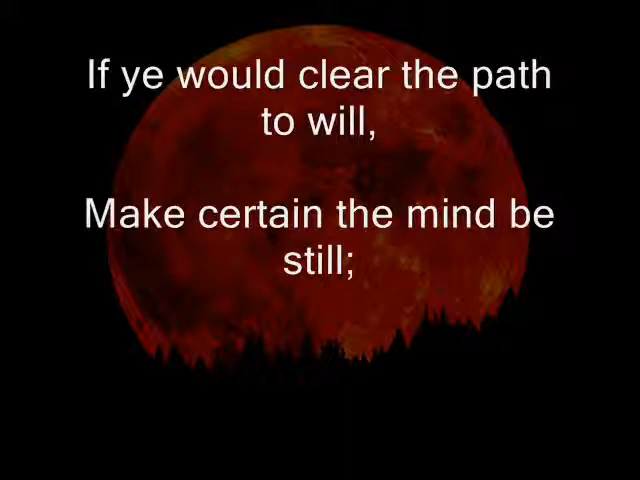 If ye would clear the path
to will,
Make certain the mind be
still;